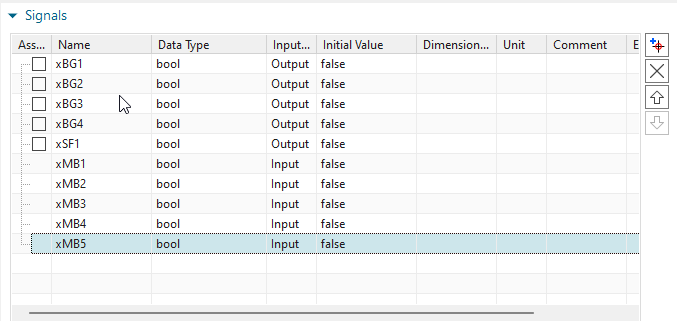 Signals
Ass... Name Data Type Input... Initial Value Dimension... Unit Comment E
xBG1 bool Output false
xBG2 bool Output false
xBG3 bool Output false
xBG4 bool Output false
xSF1 bool Output false
xMB1 bool Input false
xMB2 bool Input false
xMB3 bool Input false
xMB4 bool Input false
xMB5 bool Input false